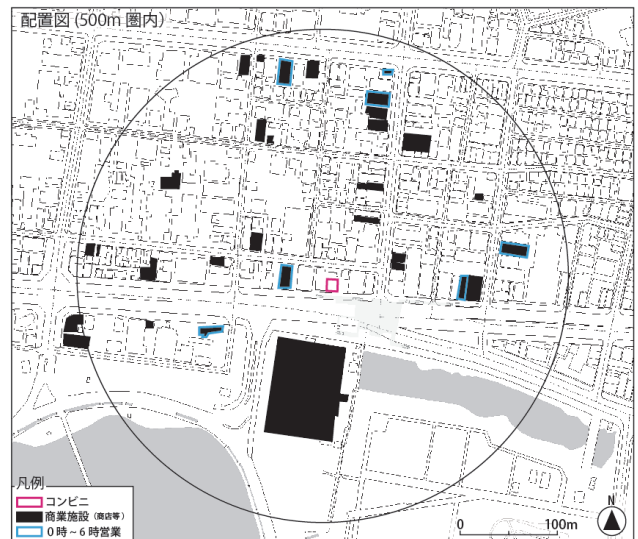 配置図 (500m 圏内)
凡例
コンビニ
商業施設 (商店等)
0時~6時営業
N
0 100m